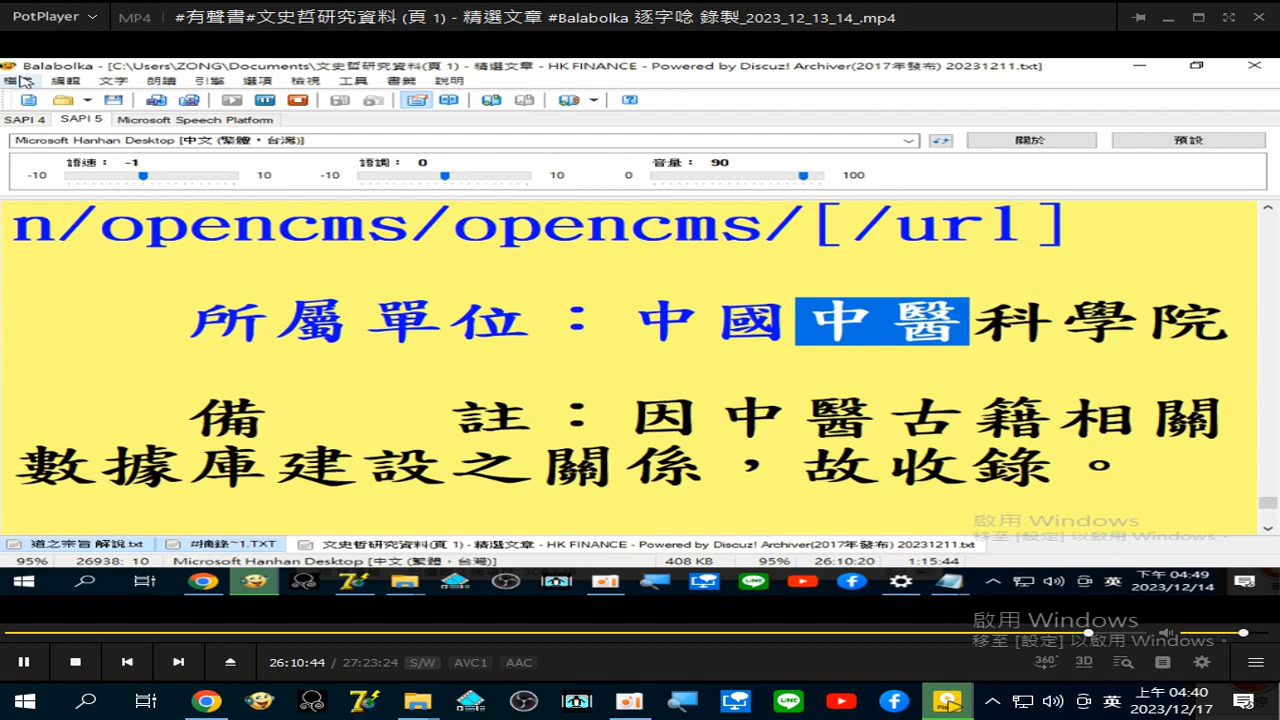 PotPlayer
MP4
#有聲書#文史哲研究資料 (頁 1) - 精選文章 #Balabolka 逐字唸 錄製_2023_12_13_14_.mp4
Balabolka - [C:\Users\ZONG\Documents\文史哲研究資料(頁 1) - 精選文章 - HK FINANCE - Powered by Discuz! Archiver(2017年發布) 20231211.txt]
檔案 編輯 文字 朗讀 引擎 選項 檢視 工具 書籤 說明
SAPI 4 SAPI 5 Microsoft Speech Platform
Microsoft Hanhan Desktop [中文 (繁體，台灣)]
關於 預設
語速： -1 語調： 0 音量： 90
-10 10 -10 10 0 100
n/opencms/opencms/[/url]
所屬單位：中國中醫科學院
備 註：因中醫古籍相關
數據庫建設之關係，故收錄。
啟用 Windows
移至 [設定] 以啟用 Windows。
道之宗旨 解說.txt #摘錄~1.TXT 文史哲研究資料(頁 1) - 精選文章 - HK FINANCE - Powered by Discuz! Archiver(2017年發布) 20231211.txt
95% 26938: 10 Microsoft Hanhan Desktop [中文 (繁體，台灣)] 408 KB 95% 26:10:20 1:15:44
英 下午 04:49
2023/12/14
啟用 Windows
移至 [設定] 以啟用 Windows。
26:10:44 / 27:23:24 S/W AVC1 AAC
360° 3D
英 上午 04:40
2023/12/17